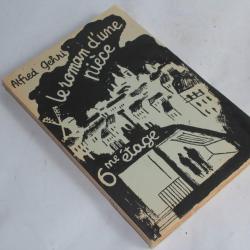 Alfred Gehri
le roman d'une
pièce
6me étage